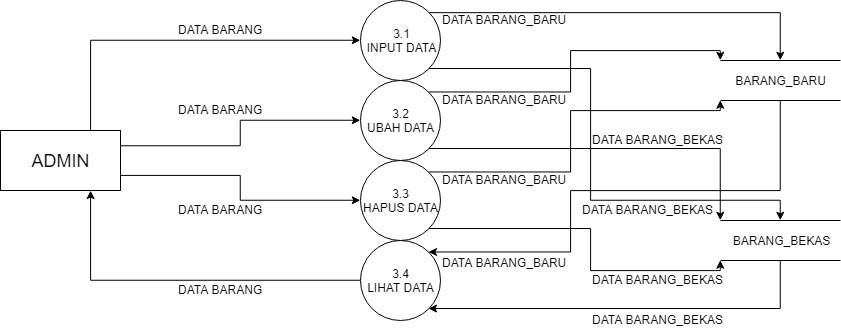 DATA BARANG
3.1
INPUT DATA
DATA BARANG_BARU
BARANG_BARU
DATA BARANG
3.2
UBAH DATA
DATA BARANG_BARU
DATA BARANG_BEKAS
ADMIN
DATA BARANG
3.3
HAPUS DATA
DATA BARANG_BARU
DATA BARANG_BEKAS
BARANG_BEKAS
DATA BARANG_BARU
3.4
LIHAT DATA
DATA BARANG
DATA BARANG_BEKAS
DATA BARANG_BEKAS